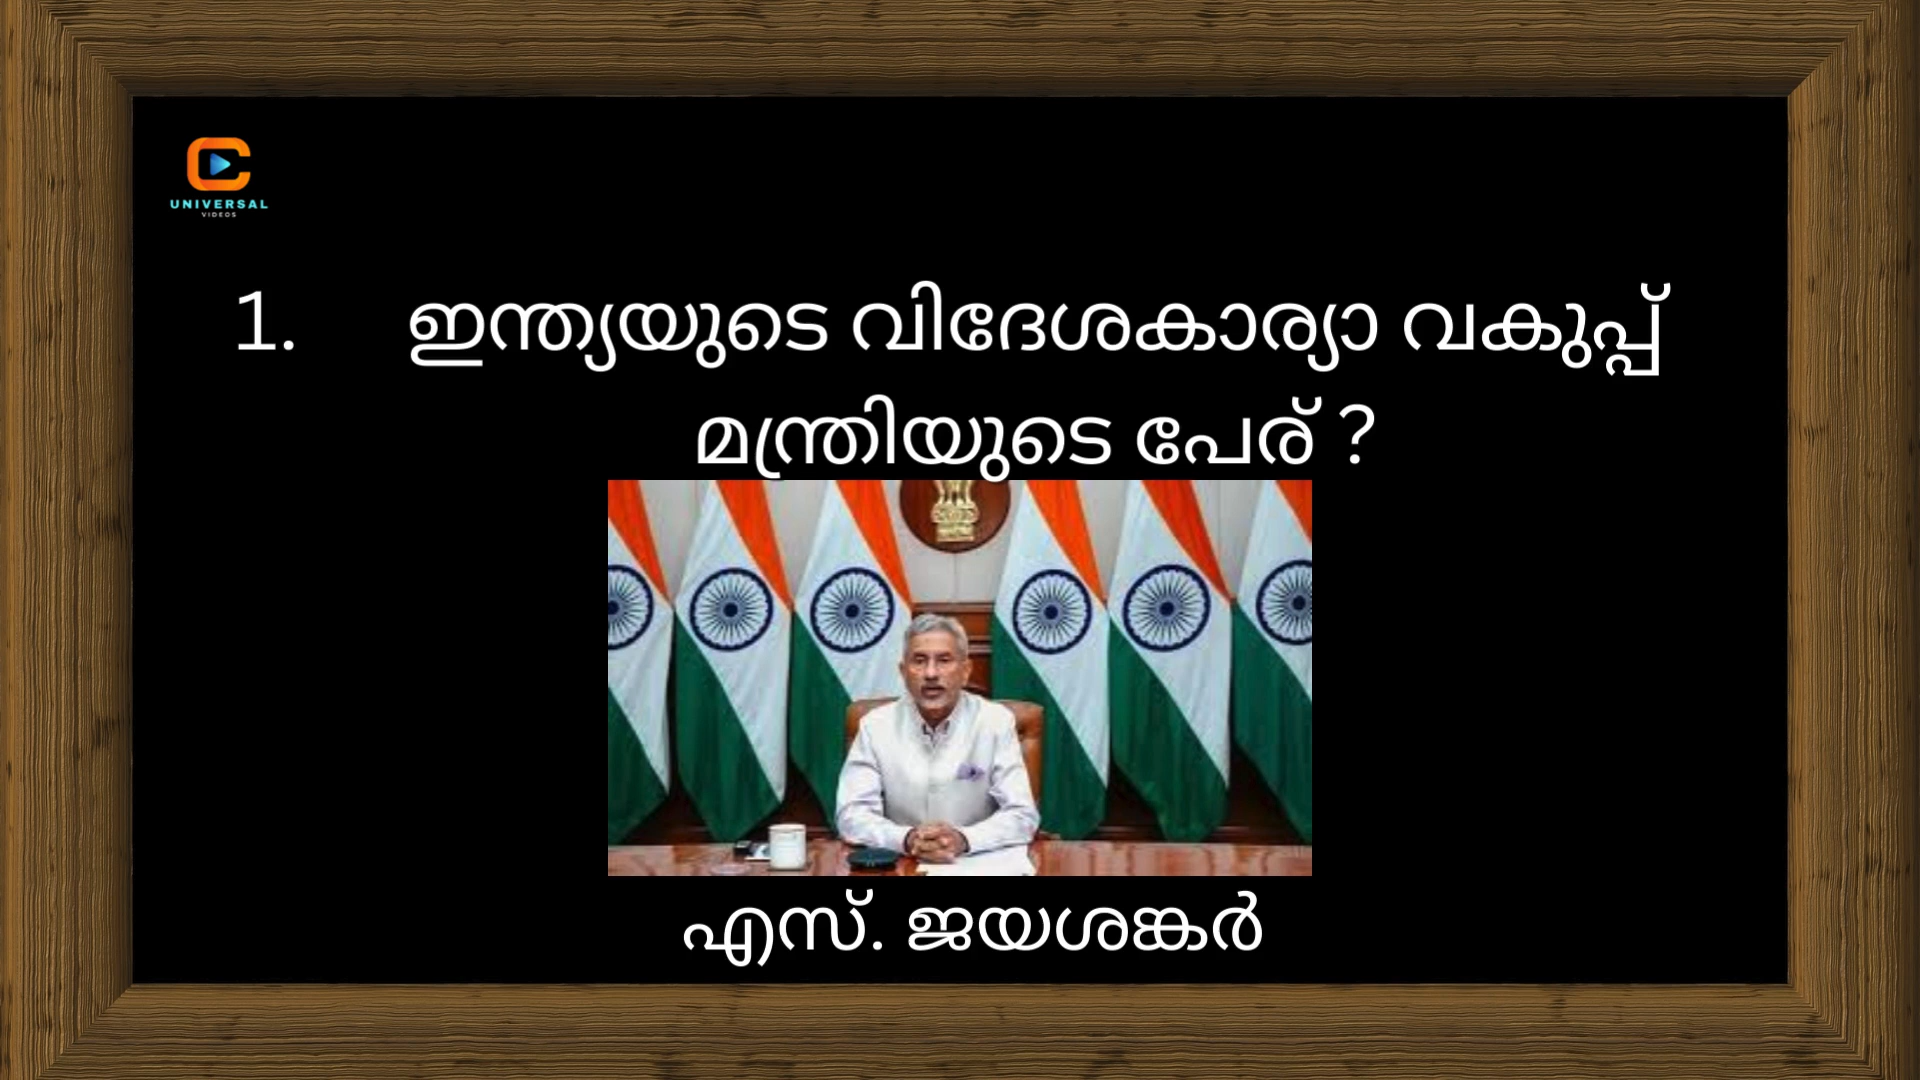 UNIVERSAL
VIDEOS
1. ഇന്ത്യയുടെ വിദേശകാര്യാ വകുപ്പ്
മന്ത്രിയുടെ പേര് ?
എസ്. ജയശങ്കർ